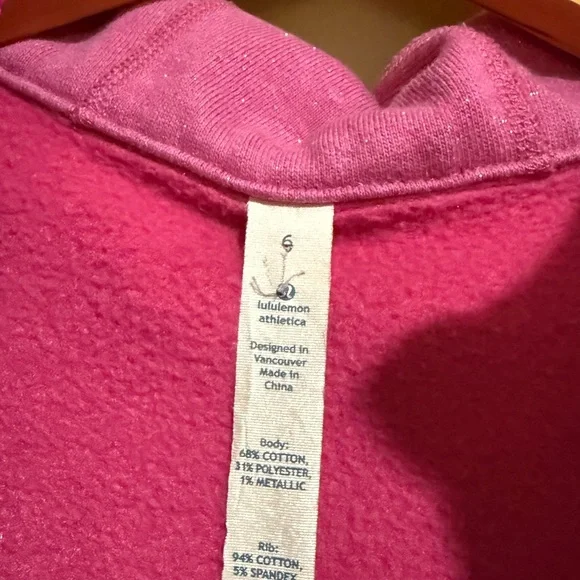 6
lululemon
athletica
Designed in
Vancouver
Made in
China
Body:
68% COTTON,
31% POLYESTER,
1% METALLIC
Rib:
94% COTTON,
5% SPANDEX